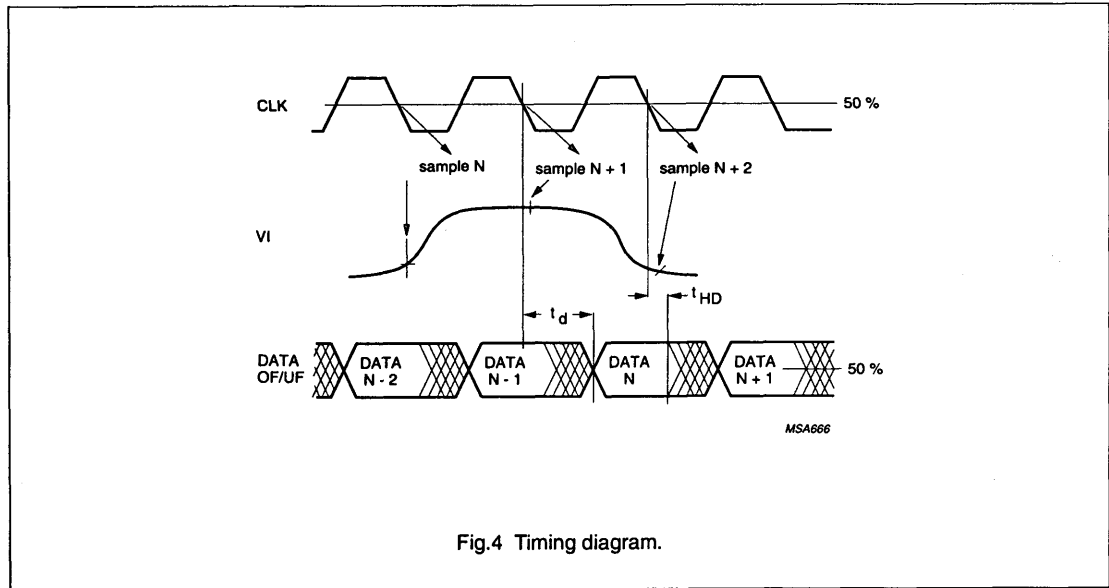 CLK
50 %
sample N
sample N + 1
sample N + 2
VI
t HD
t d
DATA OF/UF
DATA N - 2
DATA N - 1
DATA N
DATA N + 1
50 %
MSA666
Fig.4 Timing diagram.